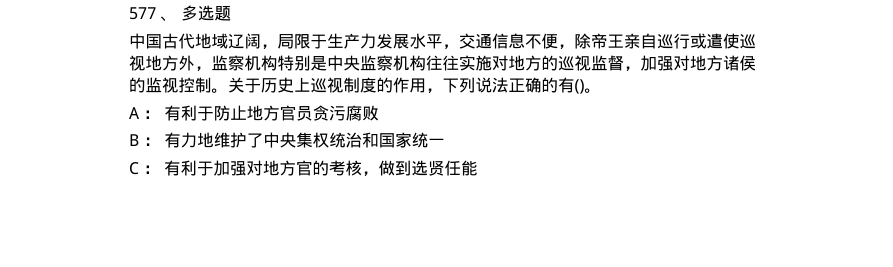 577 、 多选题
中国古代地域辽阔，局限于生产力发展水平，交通信息不便，除帝王亲自巡行或遣使巡
视地方外，监察机构特别是中央监察机构往往实施对地方的巡视监督，加强对地方诸侯
的监视控制。关于历史上巡视制度的作用，下列说法正确的有()。
A ： 有利于防止地方官员贪污腐败
B ： 有力地维护了中央集权统治和国家统一
C ： 有利于加强对地方官的考核，做到选贤任能